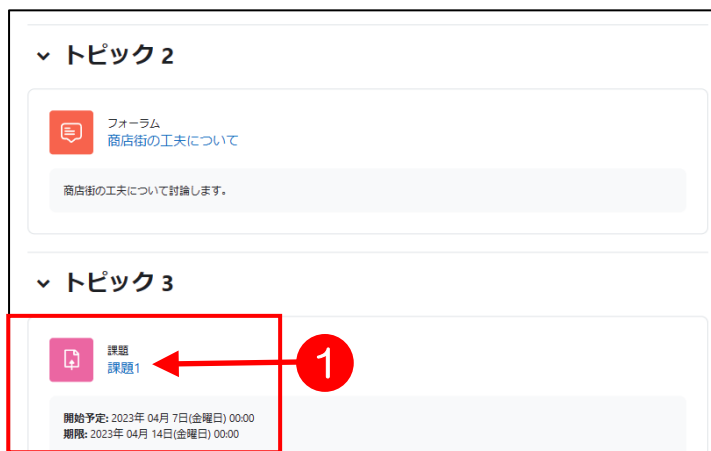 トピック 2
フォーラム
商店街の工夫について
商店街の工夫について討論します。
トピック 3
課題
課題1
1
開始予定: 2023年 04月 7日(金曜日) 00:00
期限: 2023年 04月 14日(金曜日) 00:00